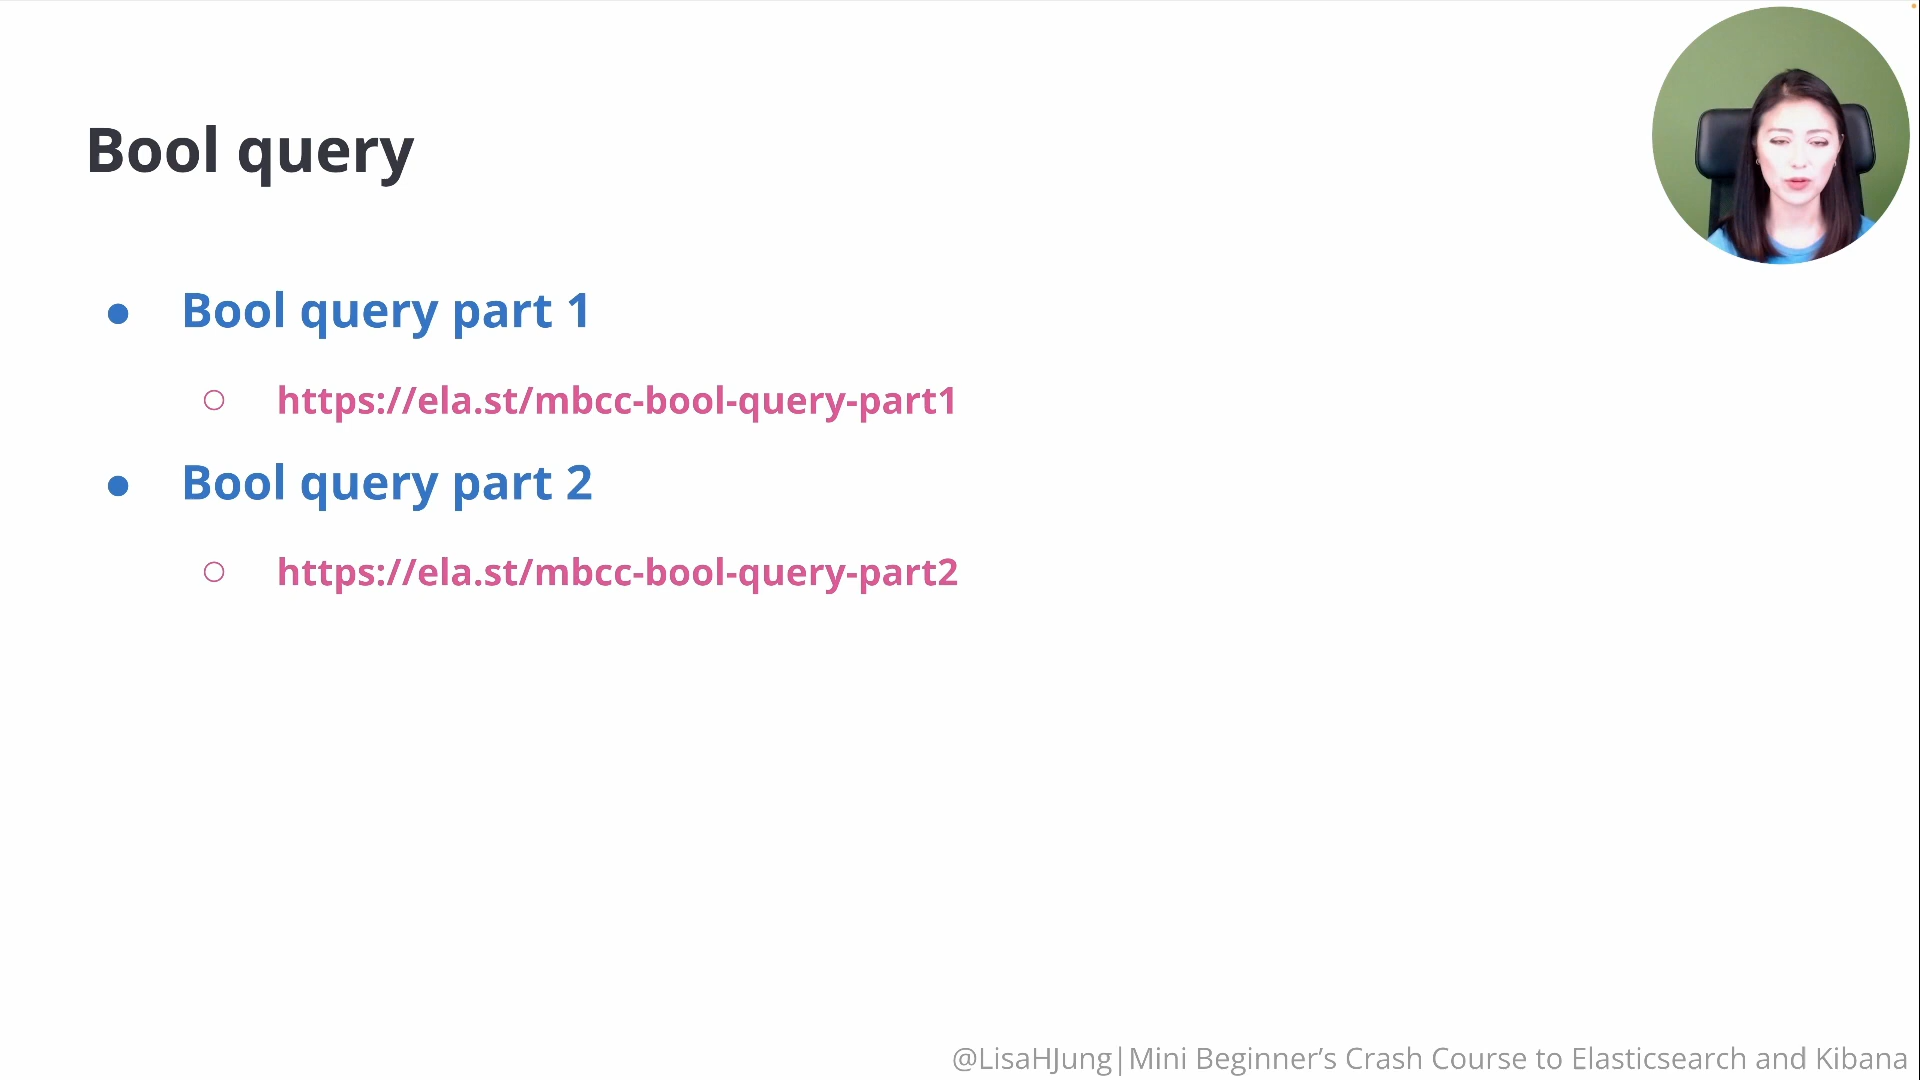 Bool query
Bool query part 1
https://ela.st/mbcc-bool-query-part1
Bool query part 2
https://ela.st/mbcc-bool-query-part2
@LisaHJung|Mini Beginner’s Crash Course to Elasticsearch and Kibana